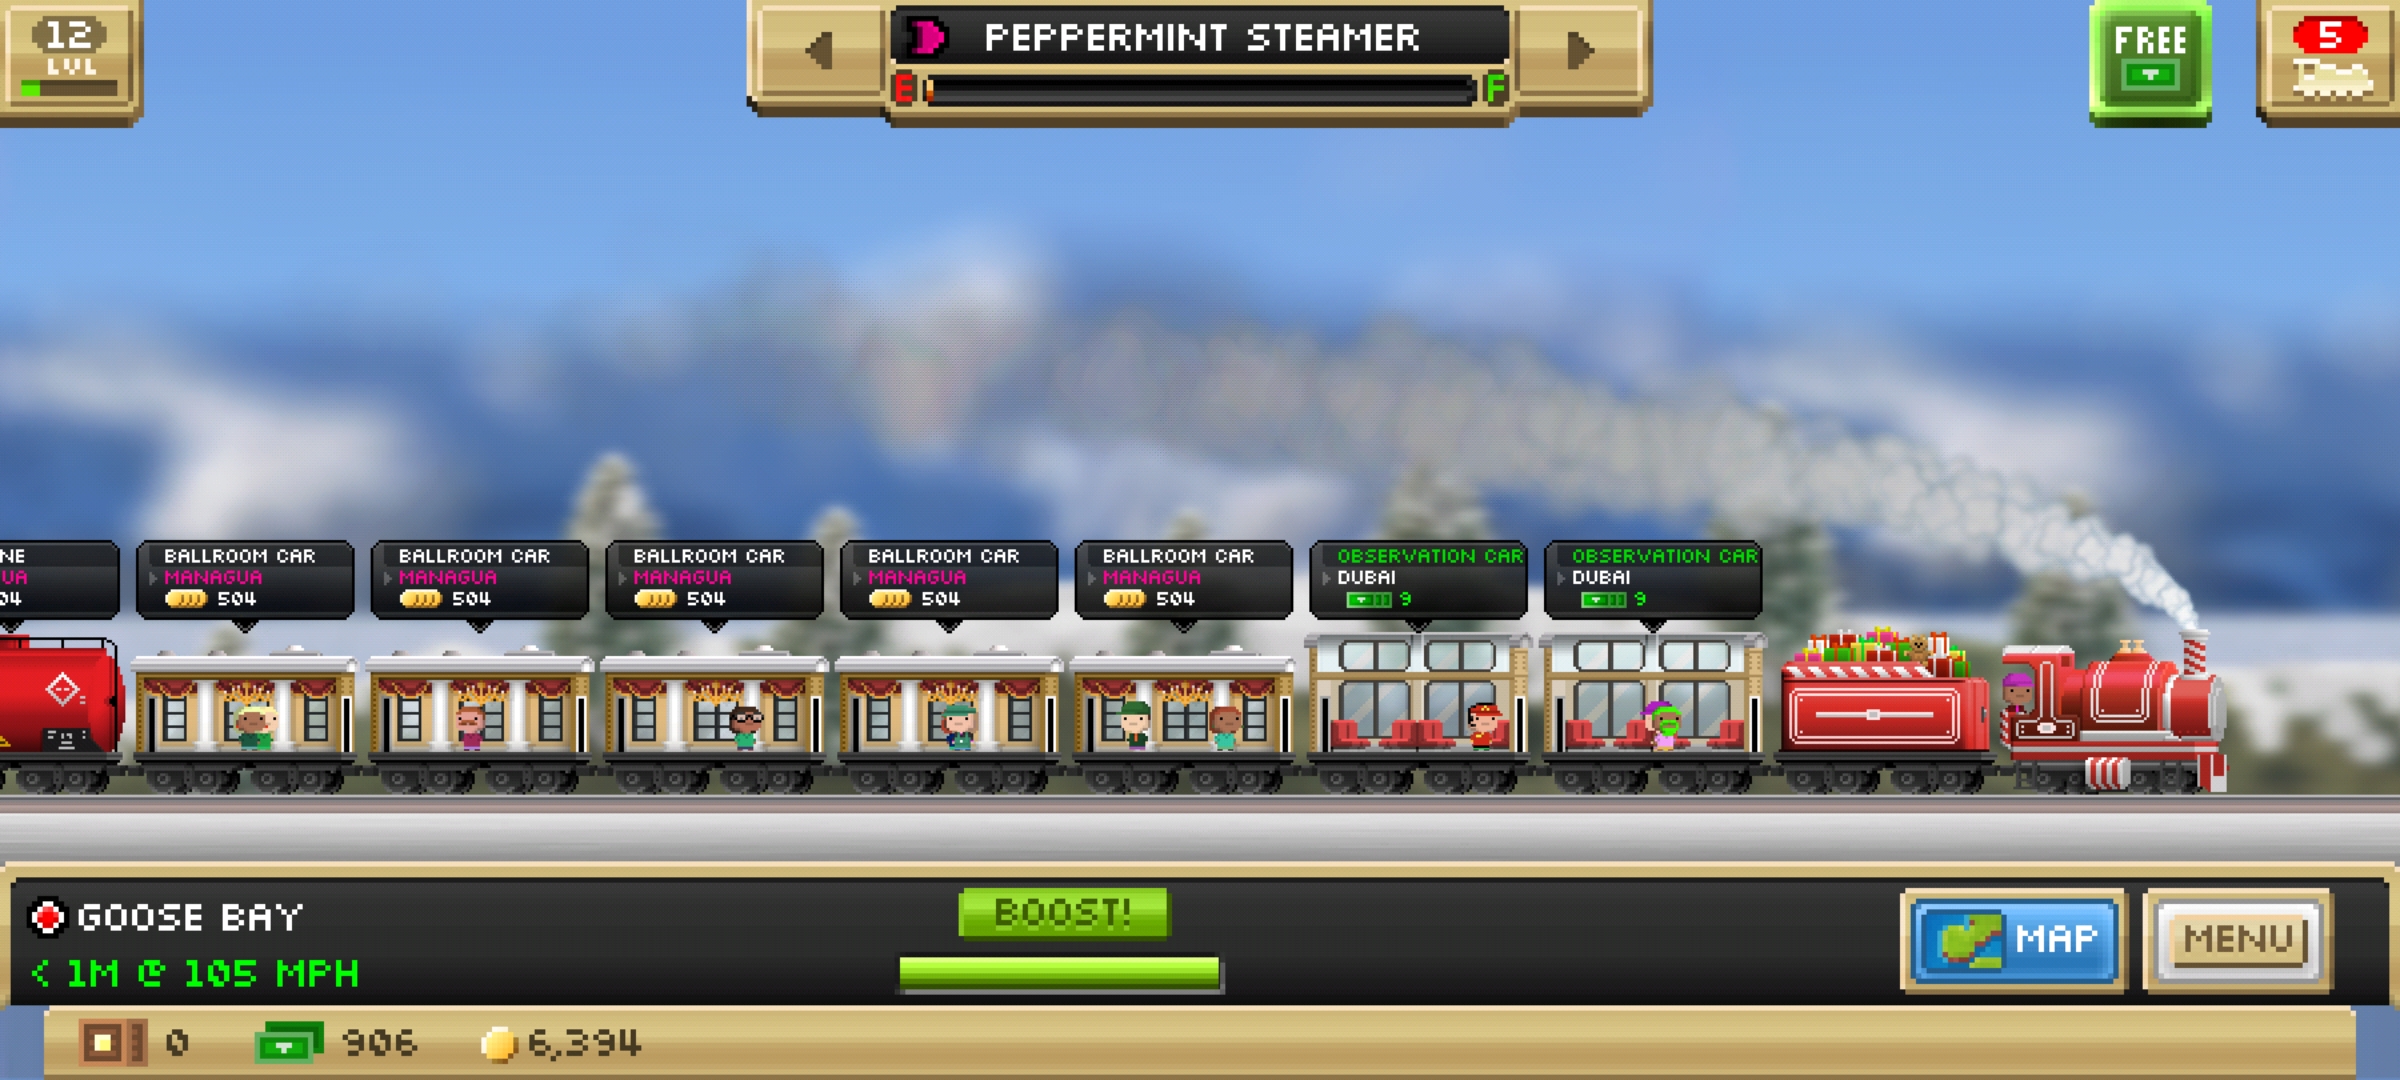 12
LVL
PEPPERMINT STEAMER
E F
FREE
5
NE
UA
04
BALLROOM CAR
MANAGUA
504
BALLROOM CAR
MANAGUA
504
BALLROOM CAR
MANAGUA
504
BALLROOM CAR
MANAGUA
504
BALLROOM CAR
MANAGUA
504
OBSERVATION CAR
DUBAI
9
OBSERVATION CAR
DUBAI
9
GOOSE BAY
< 1M @ 105 MPH
BOOST!
MAP
MENU
0
906
6,394